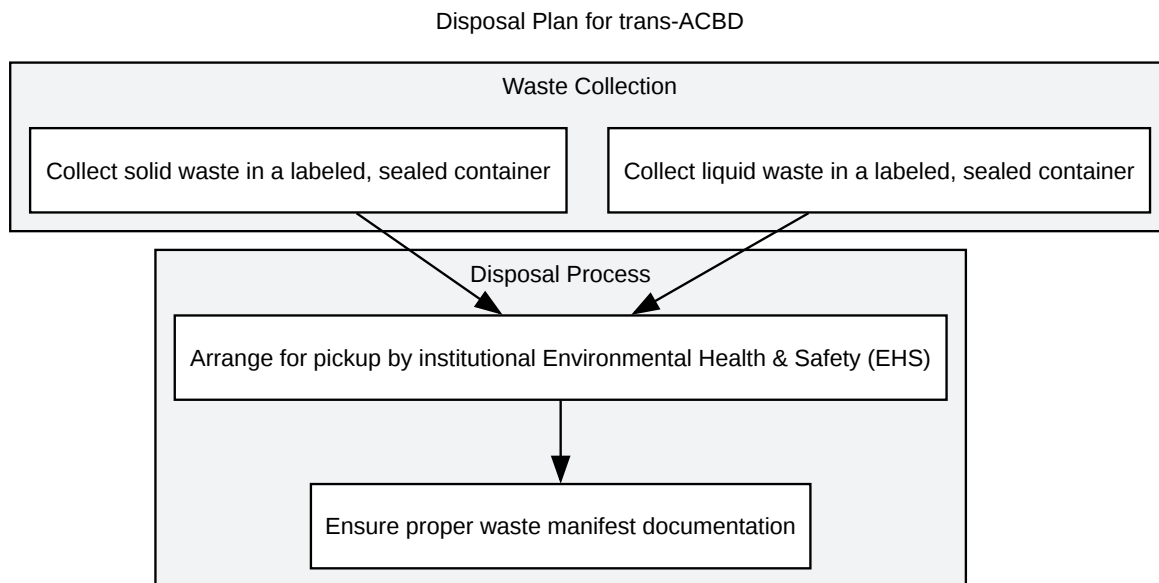 Disposal Plan for trans-ACBD
Waste Collection
Collect solid waste in a labeled, sealed container
Collect liquid waste in a labeled, sealed container
Disposal Process
Arrange for pickup by institutional Environmental Health & Safety (EHS)
Ensure proper waste manifest documentation